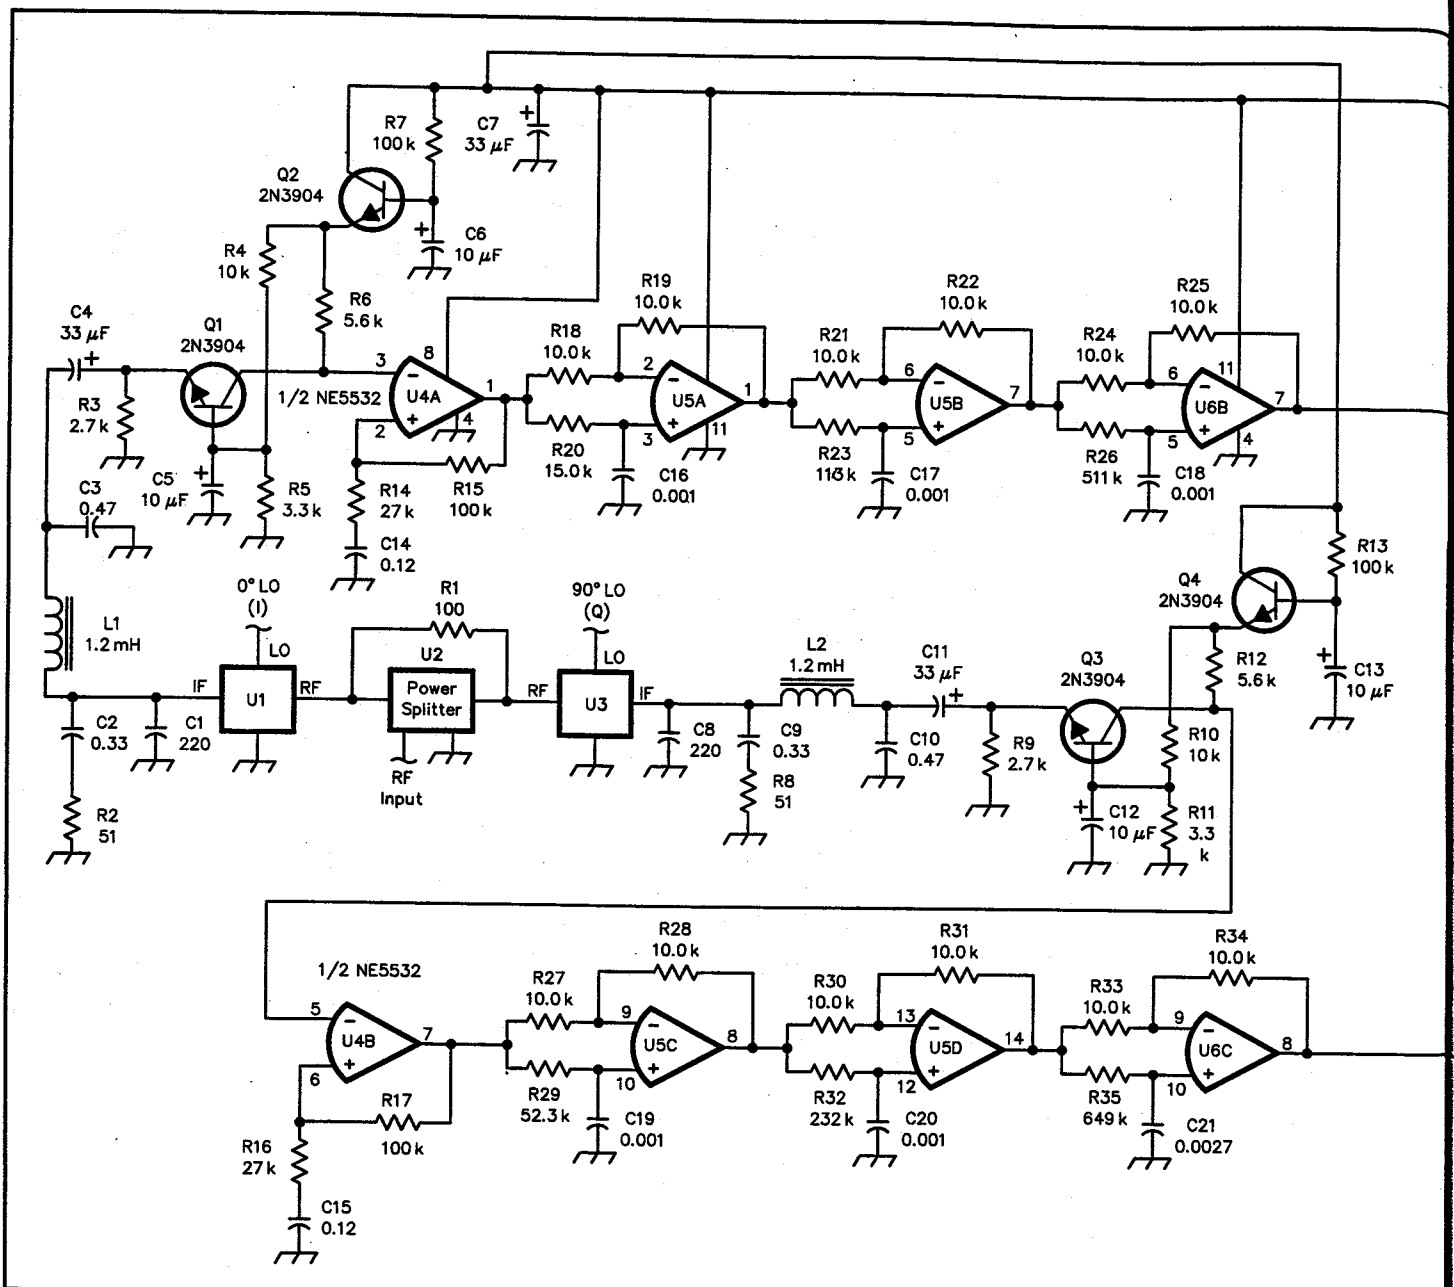 R7
100 k
C7
33 µF
+
Q2
2N3904
C6
10 µF
+
R4
10 k
R6
5.6 k
C4
33 µF
+
Q1
2N3904
R3
2.7 k
C5
10 µF
+
R5
3.3 k
C3
0.47
1/2 NE5532
3
8
U4A
1
2
4
−
+
R14
27 k
R15
100 k
C14
0.12
R18
10.0 k
R19
10.0 k
R20
15.0 k
C16
0.001
2
U5A
1
3
11
−
+
R21
10.0 k
R22
10.0 k
R23
113 k
C17
0.001
6
U5B
7
5
−
+
R24
10.0 k
R25
10.0 k
R26
511 k
C18
0.001
6
11
U6B
7
5
4
−
+
L1
1.2 mH
C2
0.33
C1
220
R2
51
0° LO
(I)
LO
IF
U1
RF
R1
100
U2
Power
Splitter
RF
Input
90° LO
(Q)
LO
RF
U3
IF
C8
220
C9
0.33
R8
51
L2
1.2 mH
C10
0.47
C11
33 µF
+
R9
2.7 k
Q3
2N3904
C12
10 µF
+
R10
10 k
R11
3.3
k
Q4
2N3904
R12
5.6 k
R13
100 k
C13
10 µF
+
1/2 NE5532
5
U4B
7
6
−
+
R17
100 k
R16
27 k
C15
0.12
R27
10.0 k
R28
10.0 k
R29
52.3 k
C19
0.001
9
U5C
8
10
−
+
R30
10.0 k
R31
10.0 k
R32
232 k
C20
0.001
13
U5D
14
12
−
+
R33
10.0 k
R34
10.0 k
R35
649 k
C21
0.0027
9
U6C
8
10
−
+